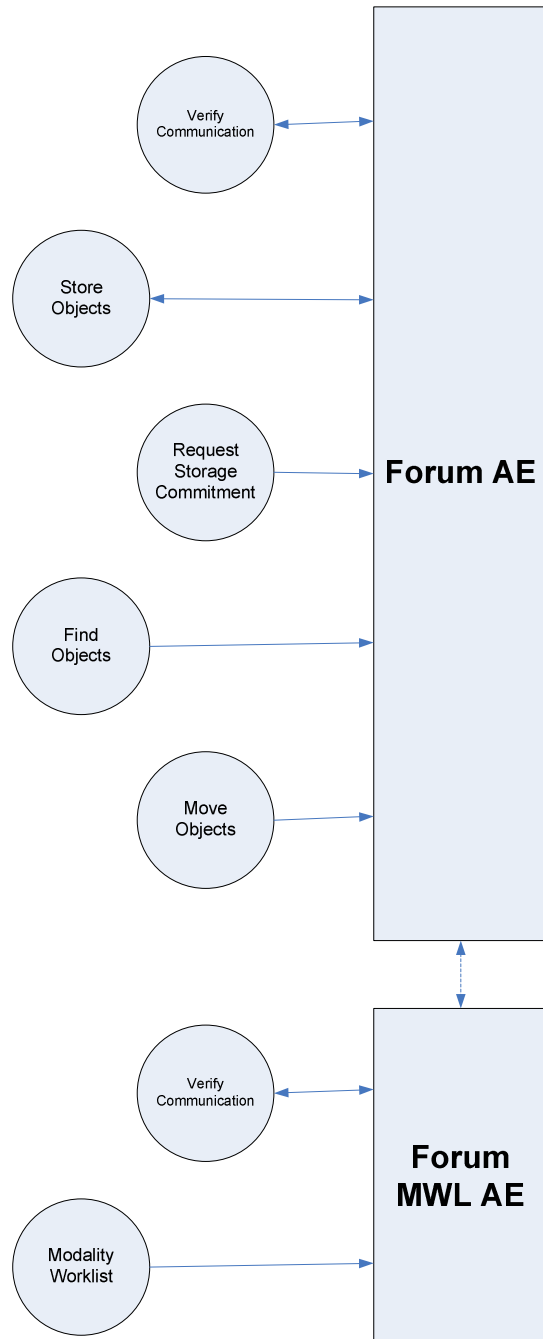 Verify
Communication
Store
Objects
Request
Storage
Commitment
Forum AE
Find
Objects
Move
Objects
Verify
Communication
Forum
MWL AE
Modality
Worklist